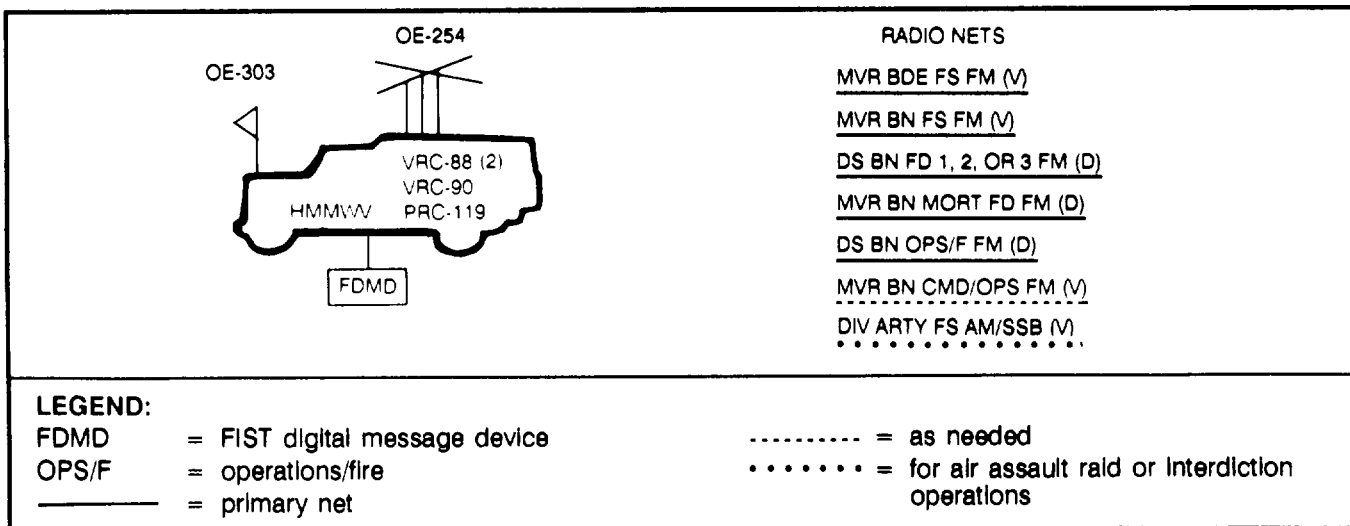 OE-254
OE-303
VRC-88 (2)
VRC-90
HMMWV PRC-119
FDMD
RADIO NETS
MVR BDE FS FM (V)
MVR BN FS FM (V)
DS BN FD 1, 2, OR 3 FM (D)
MVR BN MORT FD FM (D)
DS BN OPS/F FM (D)
MVR BN CMD/OPS FM (V)
DIV ARTY FS AM/SSB (V)
LEGEND:
FDMD = FIST digital message device
OPS/F = operations/fire
= primary net
= as needed
= for air assault raid or interdiction
operations